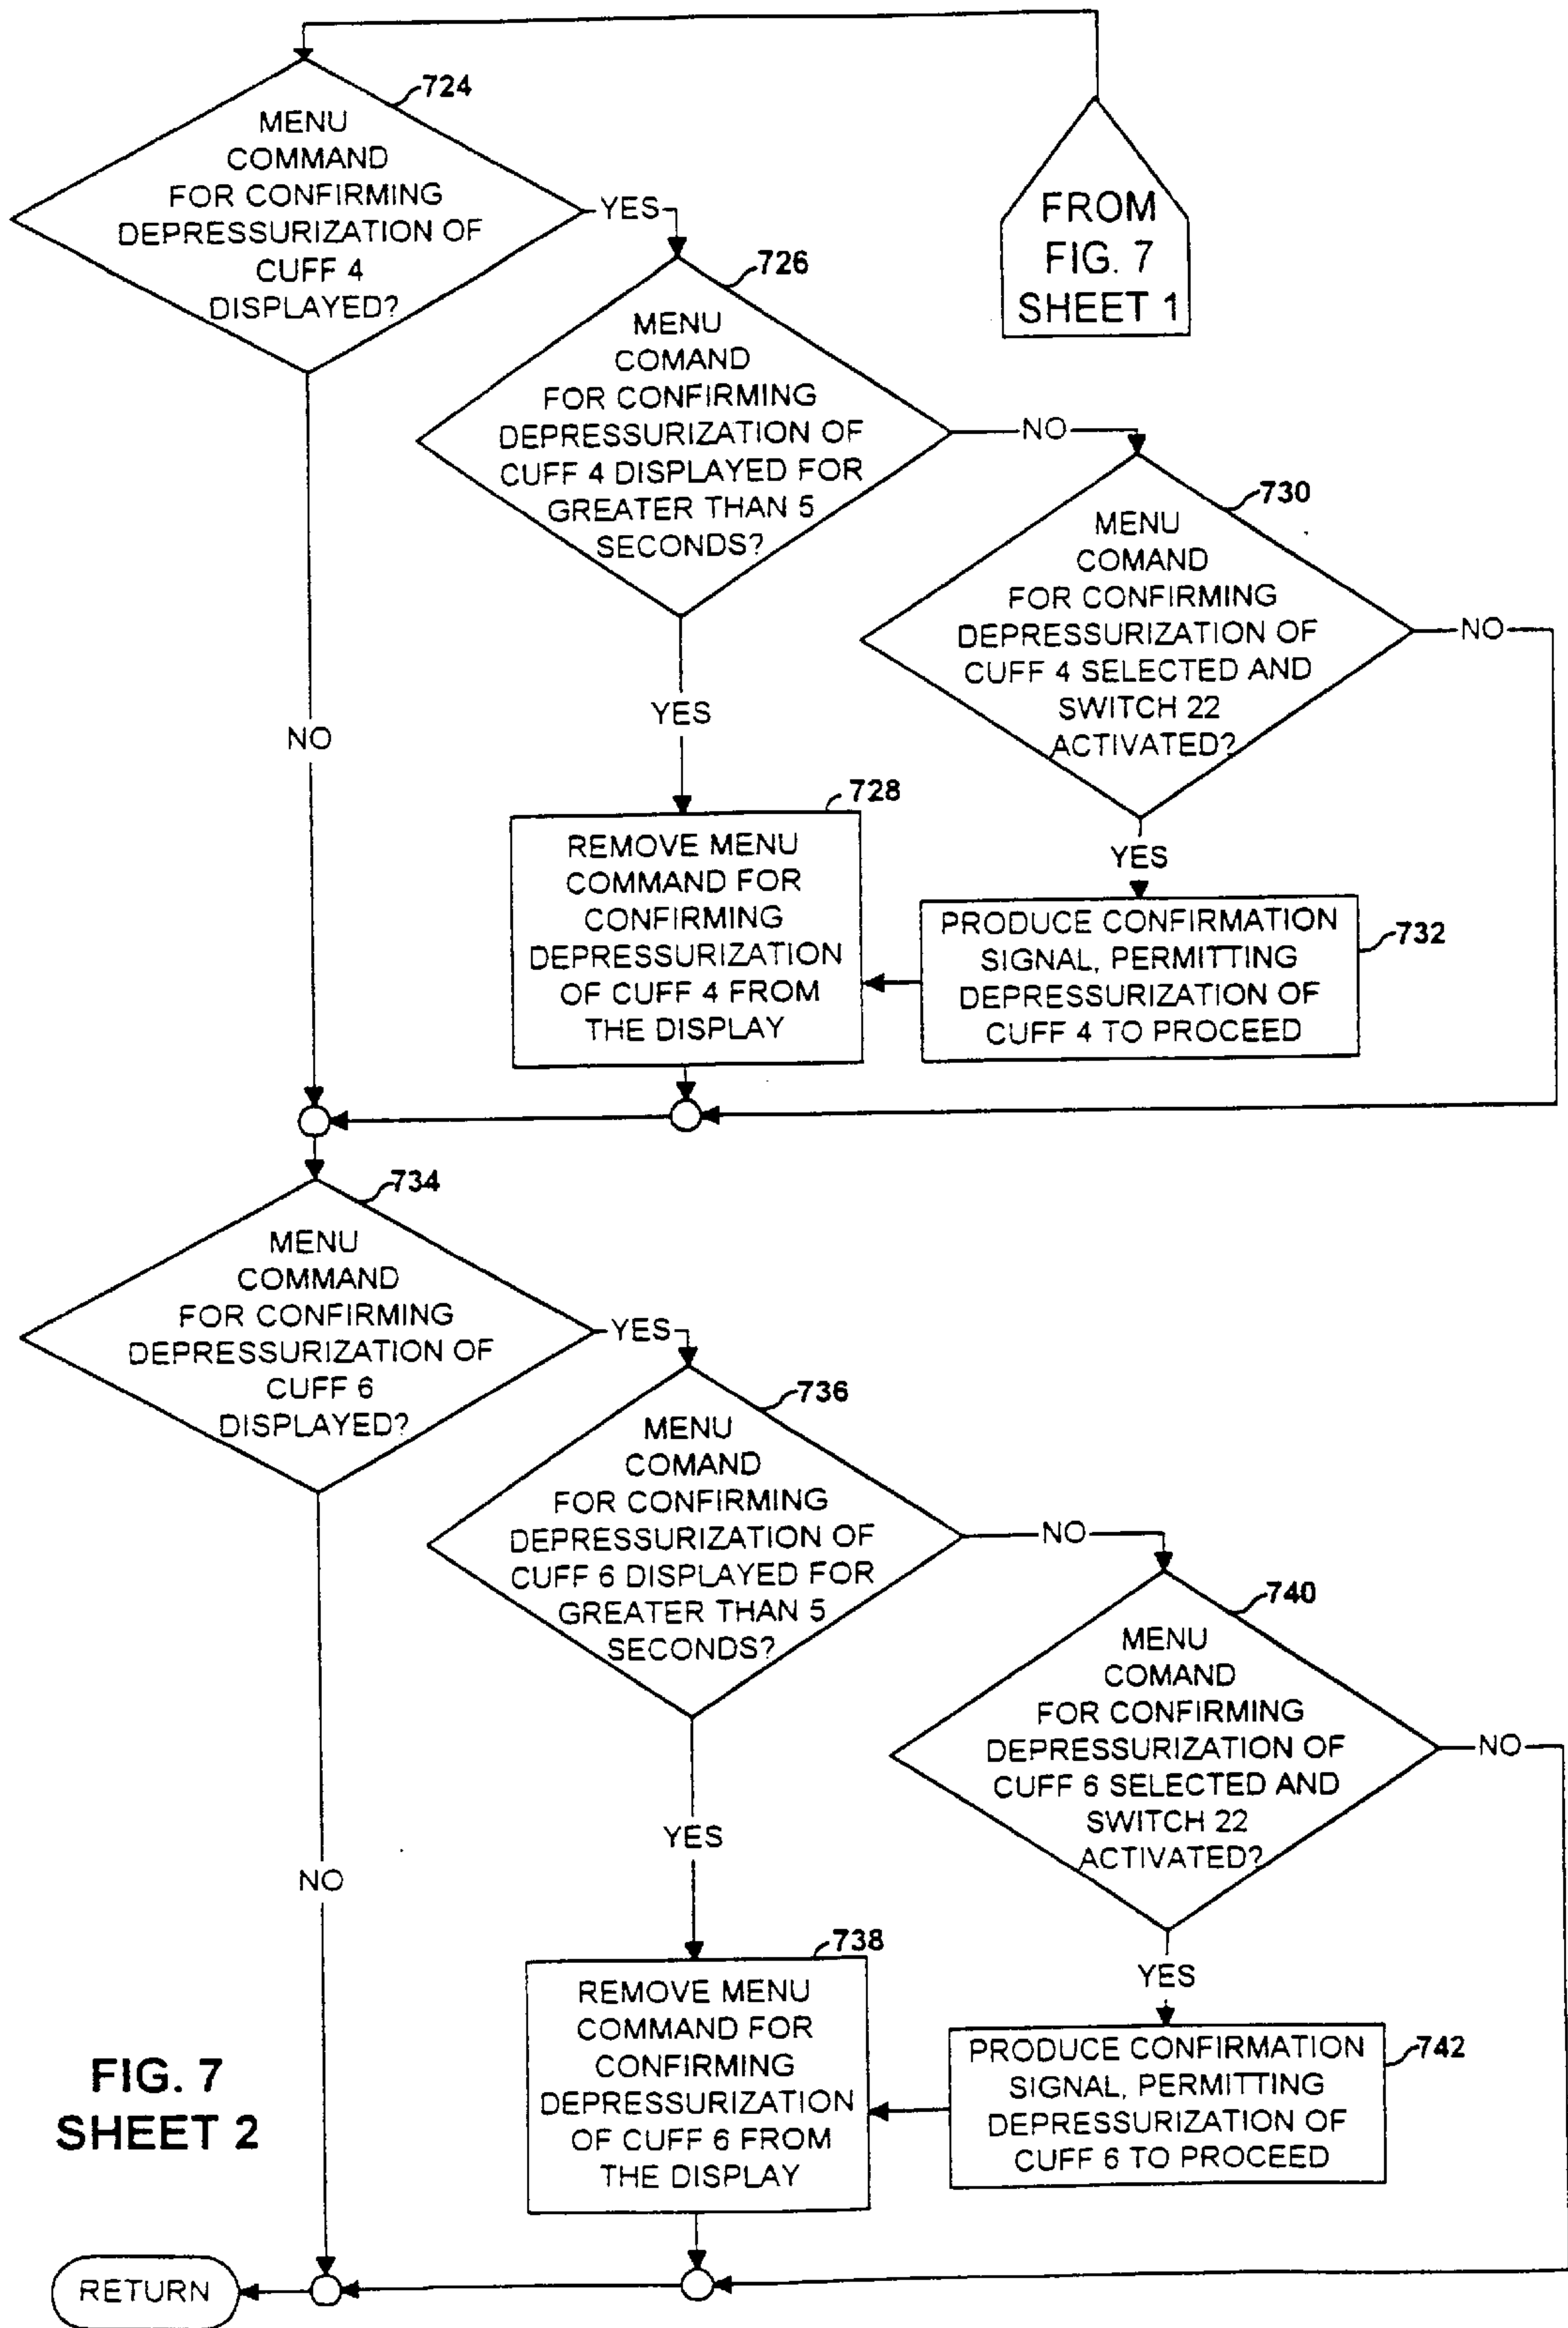 724
MENU
COMMAND
FOR CONFIRMING
DEPRESSURIZATION OF
CUFF 4
DISPLAYED?
YES
NO
FROM
FIG. 7
SHEET 1
726
MENU
COMAND
FOR CONFIRMING
DEPRESSURIZATION OF
CUFF 4 DISPLAYED FOR
GREATER THAN 5
SECONDS?
NO
YES
730
MENU
COMAND
FOR CONFIRMING
DEPRESSURIZATION OF
CUFF 4 SELECTED AND
SWITCH 22
ACTIVATED?
NO
YES
728
REMOVE MENU
COMMAND FOR
CONFIRMING
DEPRESSURIZATION
OF CUFF 4 FROM
THE DISPLAY
732
PRODUCE CONFIRMATION
SIGNAL, PERMITTING
DEPRESSURIZATION OF
CUFF 4 TO PROCEED
734
MENU
COMMAND
FOR CONFIRMING
DEPRESSURIZATION OF
CUFF 6
DISPLAYED?
YES
NO
736
MENU
COMAND
FOR CONFIRMING
DEPRESSURIZATION OF
CUFF 6 DISPLAYED FOR
GREATER THAN 5
SECONDS?
NO
YES
740
MENU
COMAND
FOR CONFIRMING
DEPRESSURIZATION OF
CUFF 6 SELECTED AND
SWITCH 22
ACTIVATED?
NO
YES
738
REMOVE MENU
COMMAND FOR
CONFIRMING
DEPRESSURIZATION
OF CUFF 6 FROM
THE DISPLAY
742
PRODUCE CONFIRMATION
SIGNAL, PERMITTING
DEPRESSURIZATION OF
CUFF 6 TO PROCEED
FIG. 7
SHEET 2
RETURN